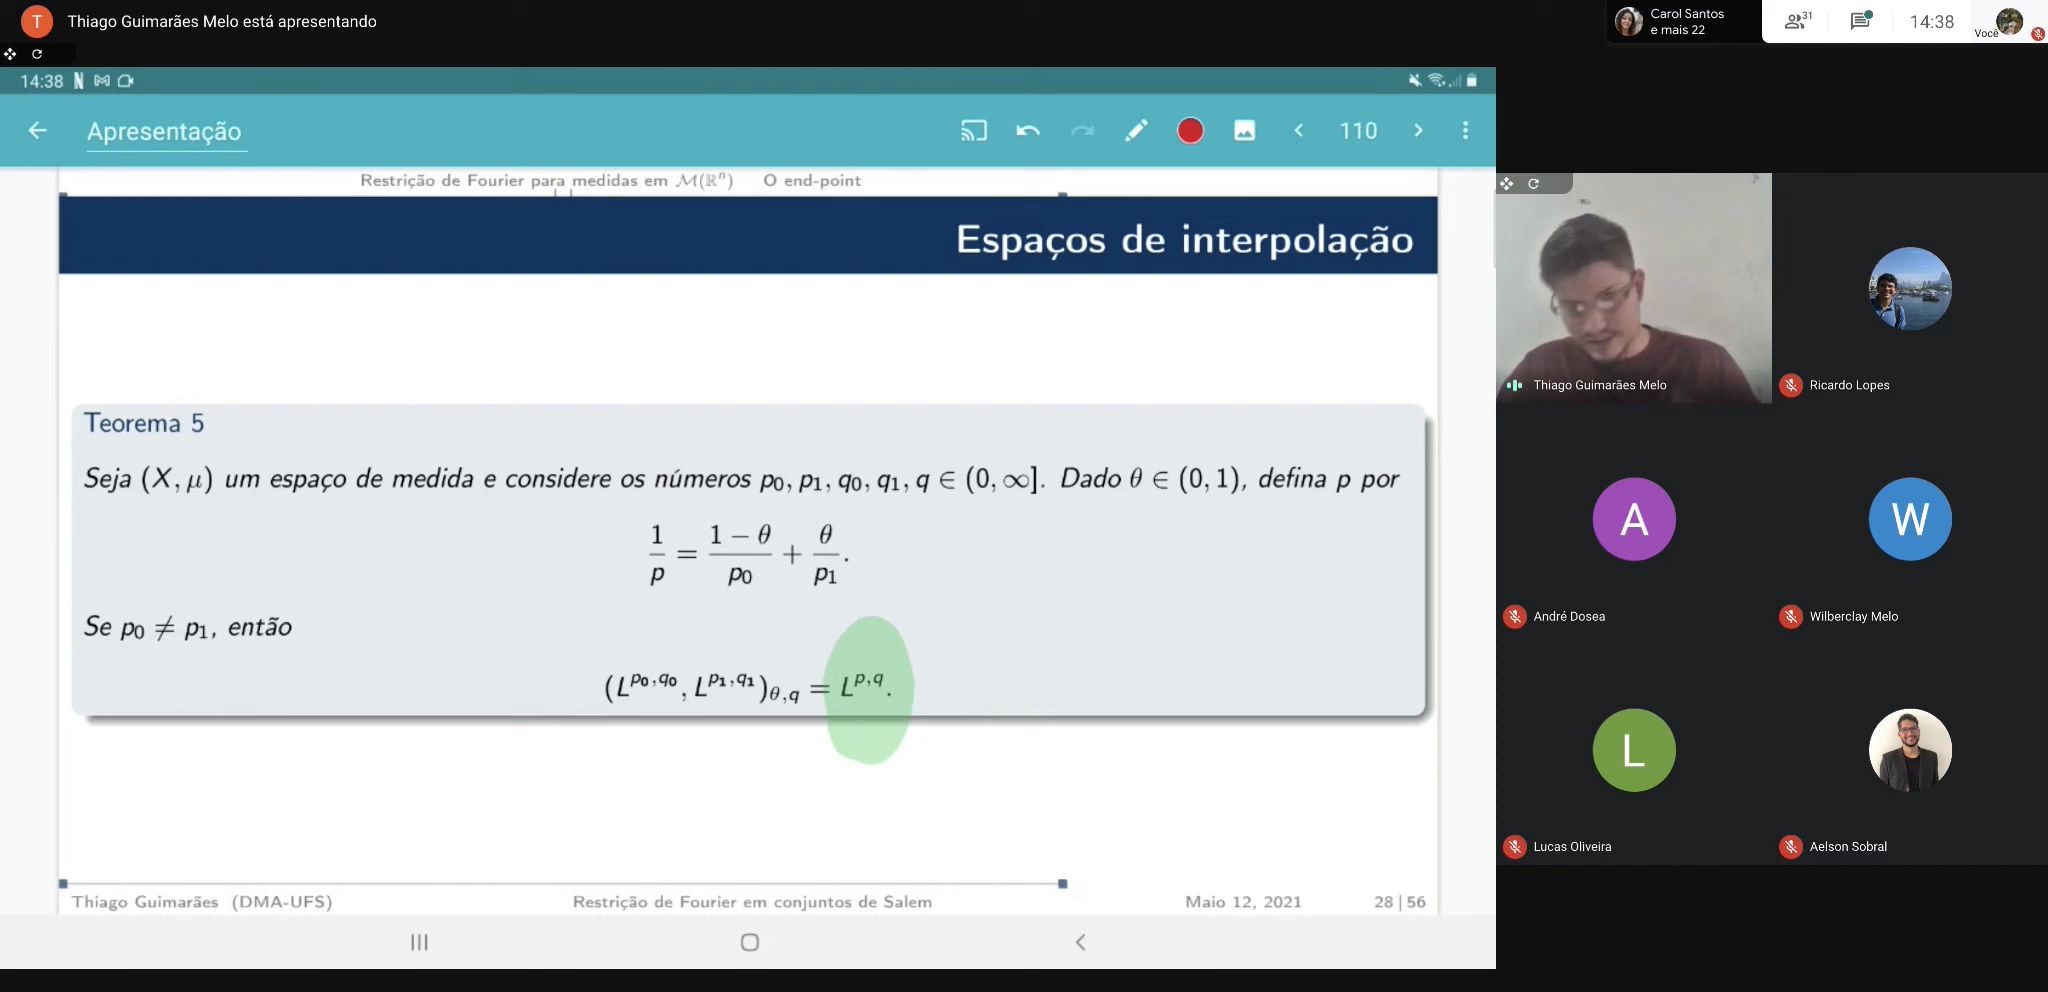 T Thiago Guimarães Melo está apresentando
Carol Santos
e mais 22
31
14:38
Você
14:38
Apresentação
110
Restrição de Fourier para medidas em 𝓜(ℝⁿ) O end-point
Espaços de interpolação
Teorema 5
Seja (X, μ) um espaço de medida e considere os números p₀, p₁, q₀, q₁, q ∈ (0, ∞]. Dado θ ∈ (0, 1), defina p por
1/p = (1 − θ)/p₀ + θ/p₁.
Se p₀ ≠ p₁, então
(L^{p₀,q₀}, L^{p₁,q₁})_{θ,q} = L^{p,q}.
Thiago Guimarães (DMA-UFS) Restrição de Fourier em conjuntos de Salem Maio 12, 2021 28 | 56
Thiago Guimarães Melo
Ricardo Lopes
A
W
André Dosea
Wilberclay Melo
L
Lucas Oliveira
Aelson Sobral